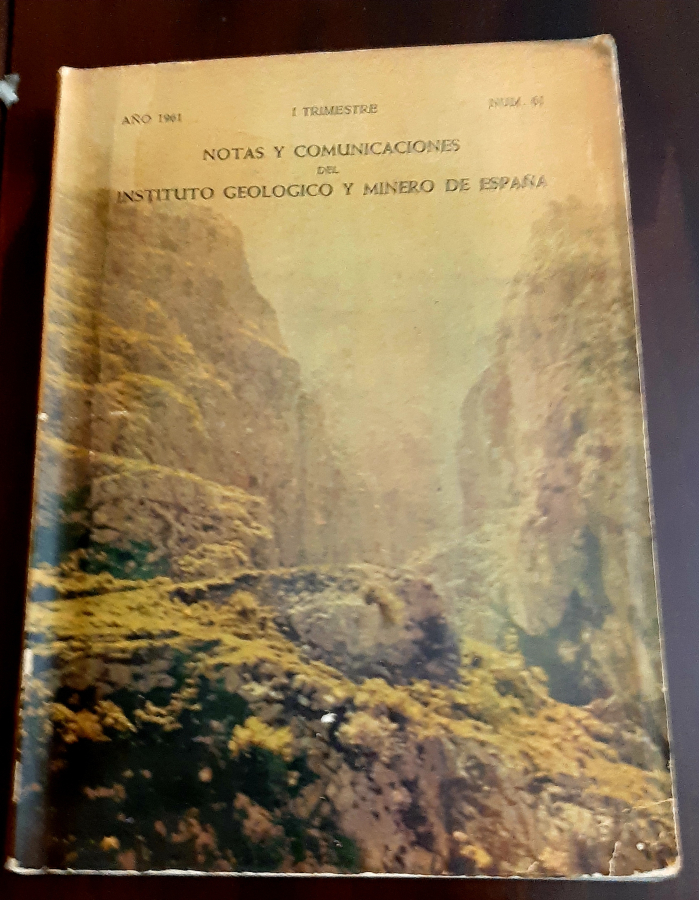 AÑO 1961 I TRIMESTRE NUM. 61
NOTAS Y COMUNICACIONES
DEL
INSTITUTO GEOLOGICO Y MINERO DE ESPAÑA